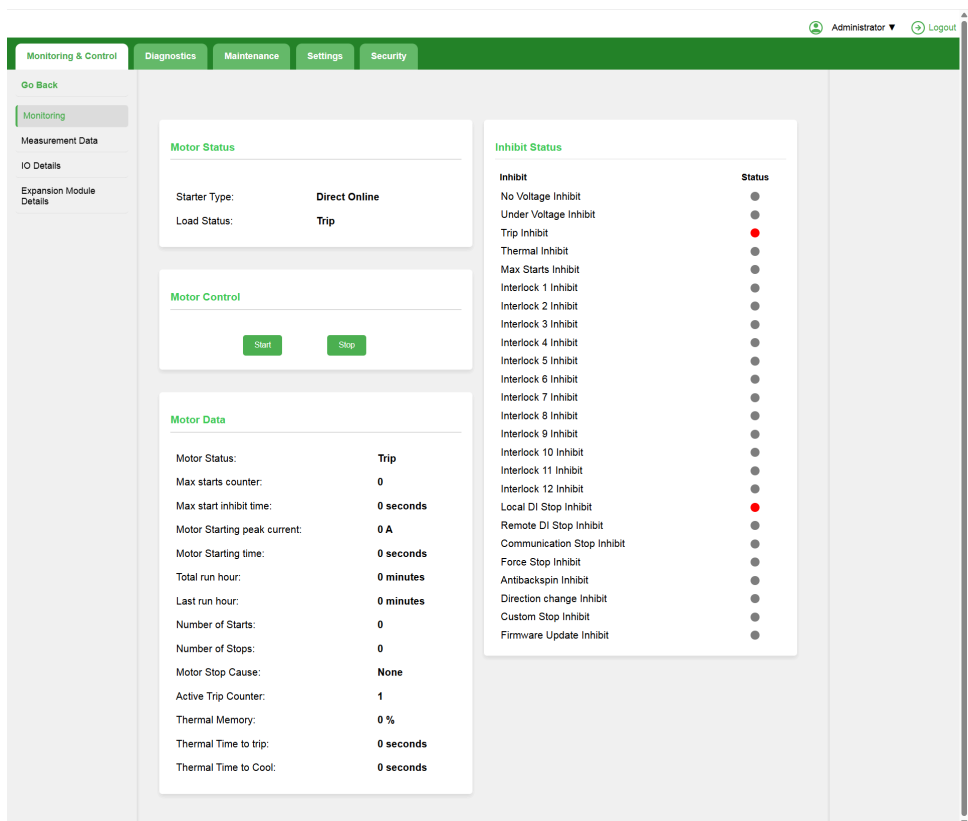 Administrator ▼ Logout
Monitoring & Control Diagnostics Maintenance Settings Security
Go Back
Monitoring
Measurement Data
IO Details
Expansion Module
Details
Motor Status
Starter Type: Direct Online
Load Status: Trip
Motor Control
Start Stop
Motor Data
Motor Status: Trip
Max starts counter: 0
Max start inhibit time: 0 seconds
Motor Starting peak current: 0 A
Motor Starting time: 0 seconds
Total run hour: 0 minutes
Last run hour: 0 minutes
Number of Starts: 0
Number of Stops: 0
Motor Stop Cause: None
Active Trip Counter: 1
Thermal Memory: 0 %
Thermal Time to trip: 0 seconds
Thermal Time to Cool: 0 seconds
Inhibit Status
Inhibit Status
No Voltage Inhibit
Under Voltage Inhibit
Trip Inhibit
Thermal Inhibit
Max Starts Inhibit
Interlock 1 Inhibit
Interlock 2 Inhibit
Interlock 3 Inhibit
Interlock 4 Inhibit
Interlock 5 Inhibit
Interlock 6 Inhibit
Interlock 7 Inhibit
Interlock 8 Inhibit
Interlock 9 Inhibit
Interlock 10 Inhibit
Interlock 11 Inhibit
Interlock 12 Inhibit
Local DI Stop Inhibit
Remote DI Stop Inhibit
Communication Stop Inhibit
Force Stop Inhibit
Antibackspin Inhibit
Direction change Inhibit
Custom Stop Inhibit
Firmware Update Inhibit